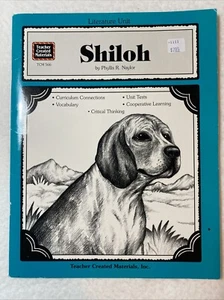 Literature Unit
Teacher
Created
Materials
TCM 566
Shiloh
by Phyllis R. Naylor
• Curriculum Connections
• Unit Tests
• Vocabulary
• Cooperative Learning
• Critical Thinking
Teacher Created Materials, Inc.